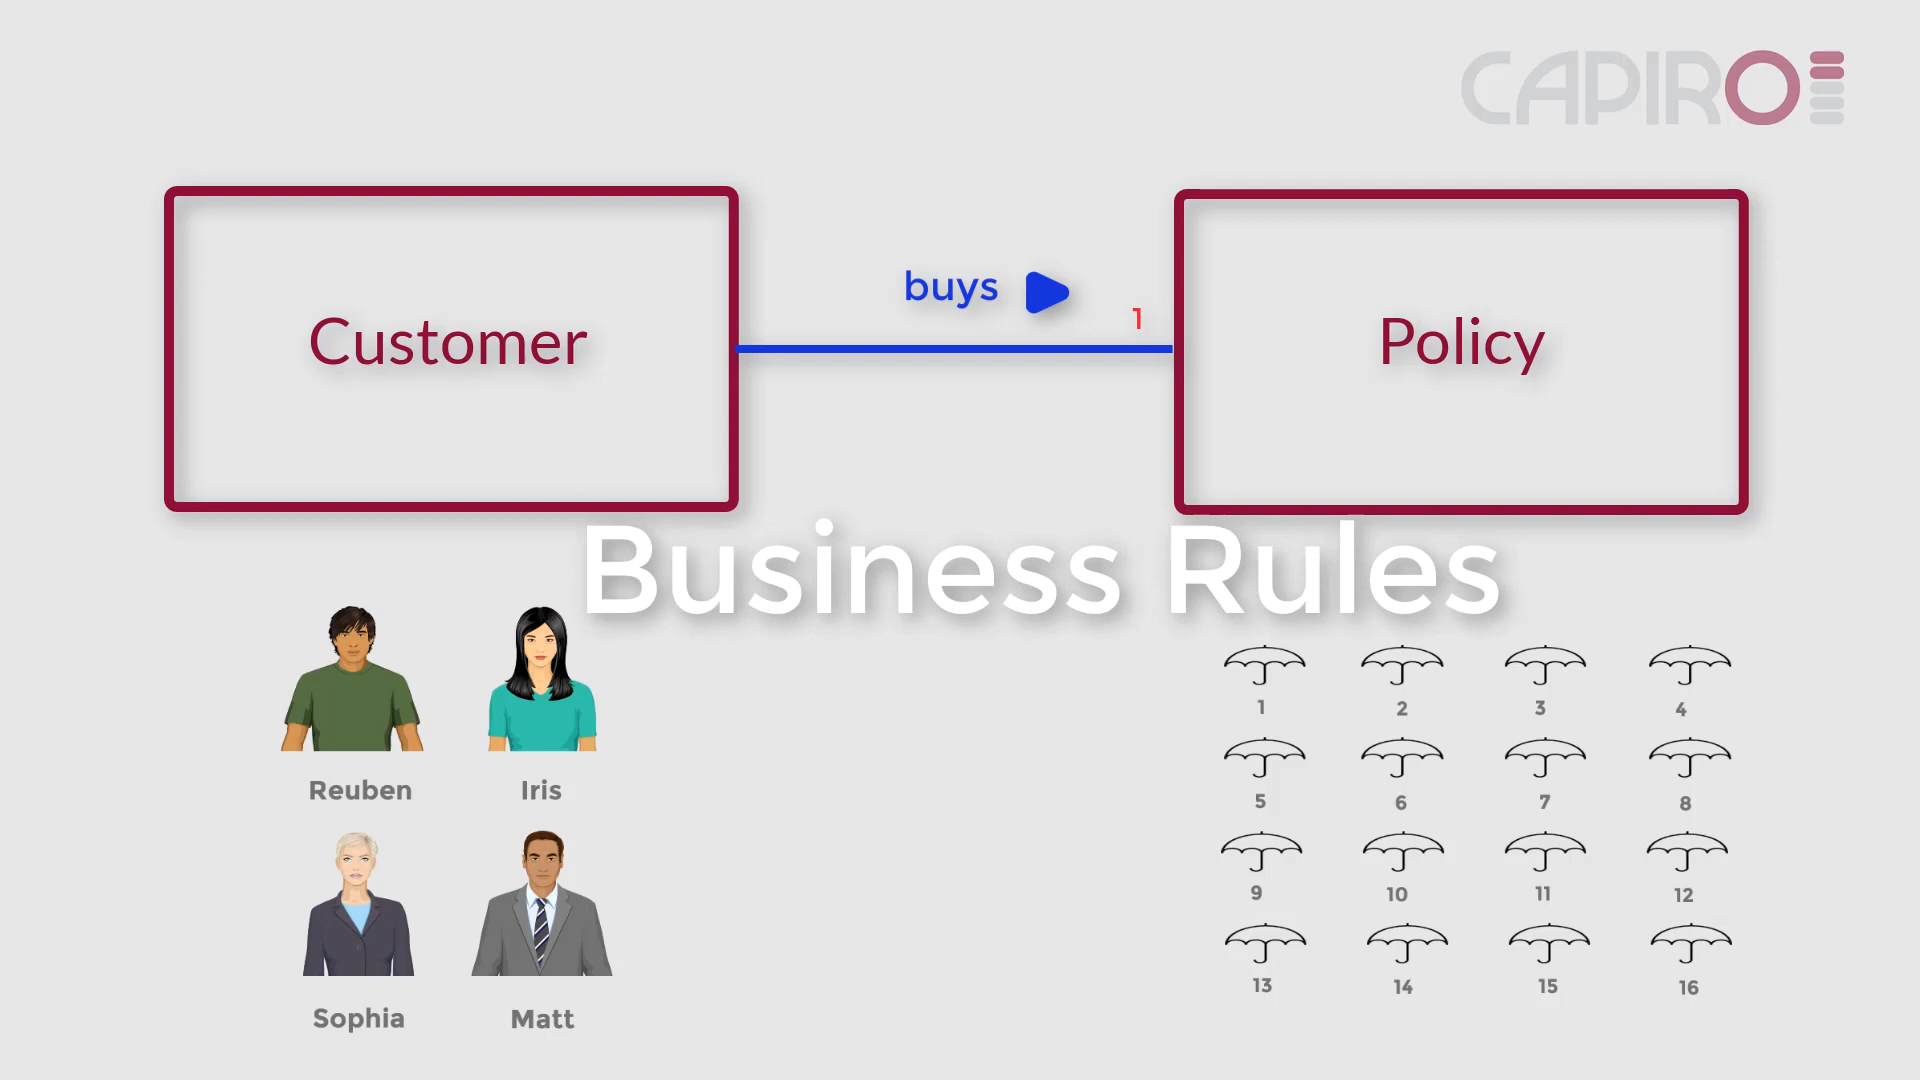 CAPIRO
buys
1
Customer
Policy
Business Rules
Reuben
Iris
Sophia
Matt
1 2 3 4
5 6 7 8
9 10 11 12
13 14 15 16